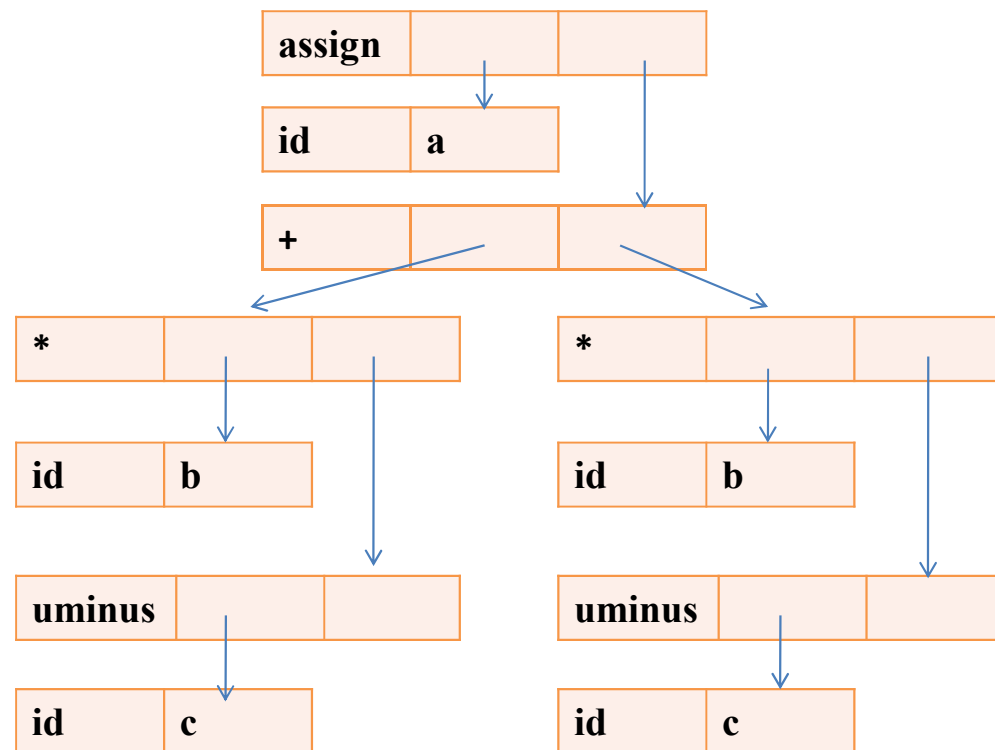 assign
id a
+
* *
id b id b
uminus uminus
id c id c